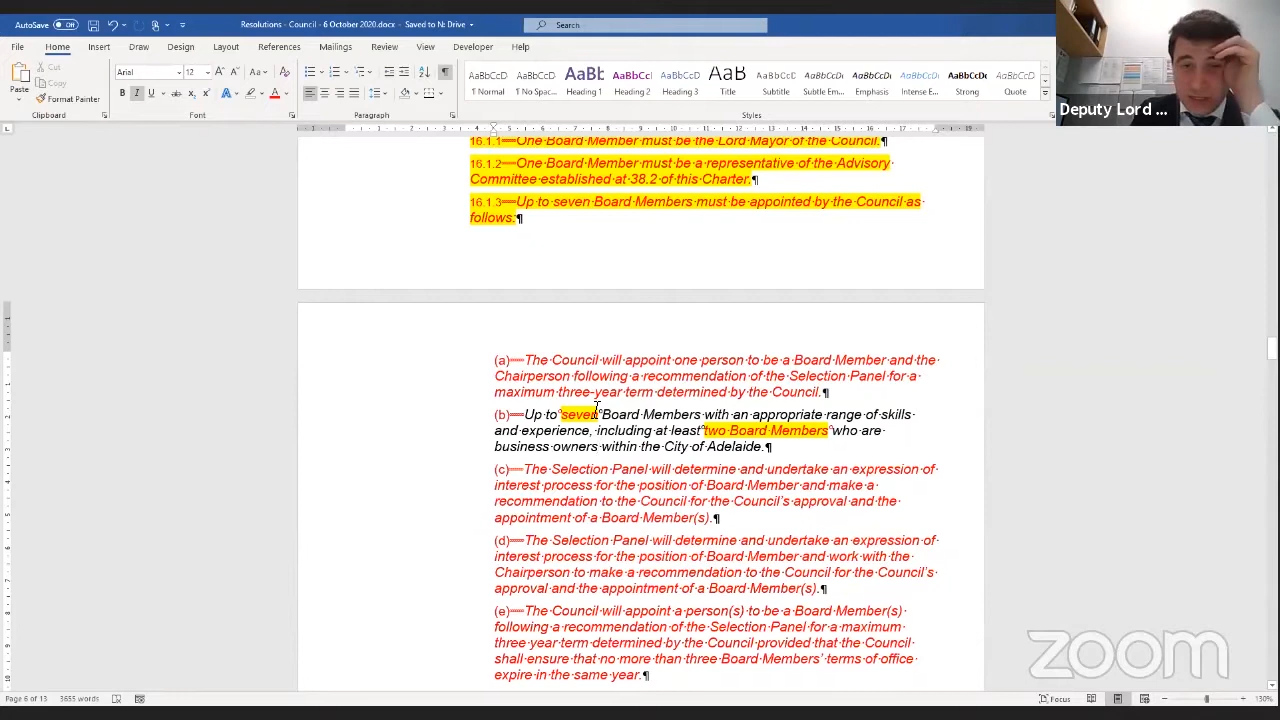 AutoSave Off
Resolutions - Council - 6 October 2020.docx - Saved to N: Drive
Search
File Home Insert Draw Design Layout References Mailings Review View Developer Help
Paste
Cut
Copy
Format Painter
Clipboard
Arial
12
Font
Paragraph
AaBbCcDc AaBbCcDc AaBbCc AaBbCc AaBbCc AaB AaBbCcD AaBbCcDc AaBbCcDc AaBbCcDc AaBbCcDc AaBbCcDc
¶ Normal ¶ No Spac... Heading 1 Heading 2 Heading 3 Title Subtitle Subtle Em... Emphasis Intense E... Strong Quote
Styles
Deputy Lord ...
16.1.1 One Board Member must be the Lord Mayor of the Council.¶
16.1.2 One Board Member must be a representative of the Advisory
Committee established at 38.2 of this Charter.¶
16.1.3 Up to seven Board Members must be appointed by the Council as
follows:¶
(a) The Council will appoint one person to be a Board Member and the
Chairperson following a recommendation of the Selection Panel for a
maximum three-year term determined by the Council.¶
(b) Up to seven Board Members with an appropriate range of skills
and experience, including at least two Board Members who are
business owners within the City of Adelaide.¶
(c) The Selection Panel will determine and undertake an expression of
interest process for the position of Board Member and make a
recommendation to the Council for the Council's approval and the
appointment of a Board Member(s).¶
(d) The Selection Panel will determine and undertake an expression of
interest process for the position of Board Member and work with the
Chairperson to make a recommendation to the Council for the Council's
approval and the appointment of a Board Member(s).¶
(e) The Council will appoint a person(s) to be a Board Member(s)
following a recommendation of the Selection Panel for a maximum
three year term determined by the Council provided that the Council
shall ensure that no more than three Board Members' terms of office
expire in the same year.¶
zoom
Page 6 of 13 3655 words
Focus
130%